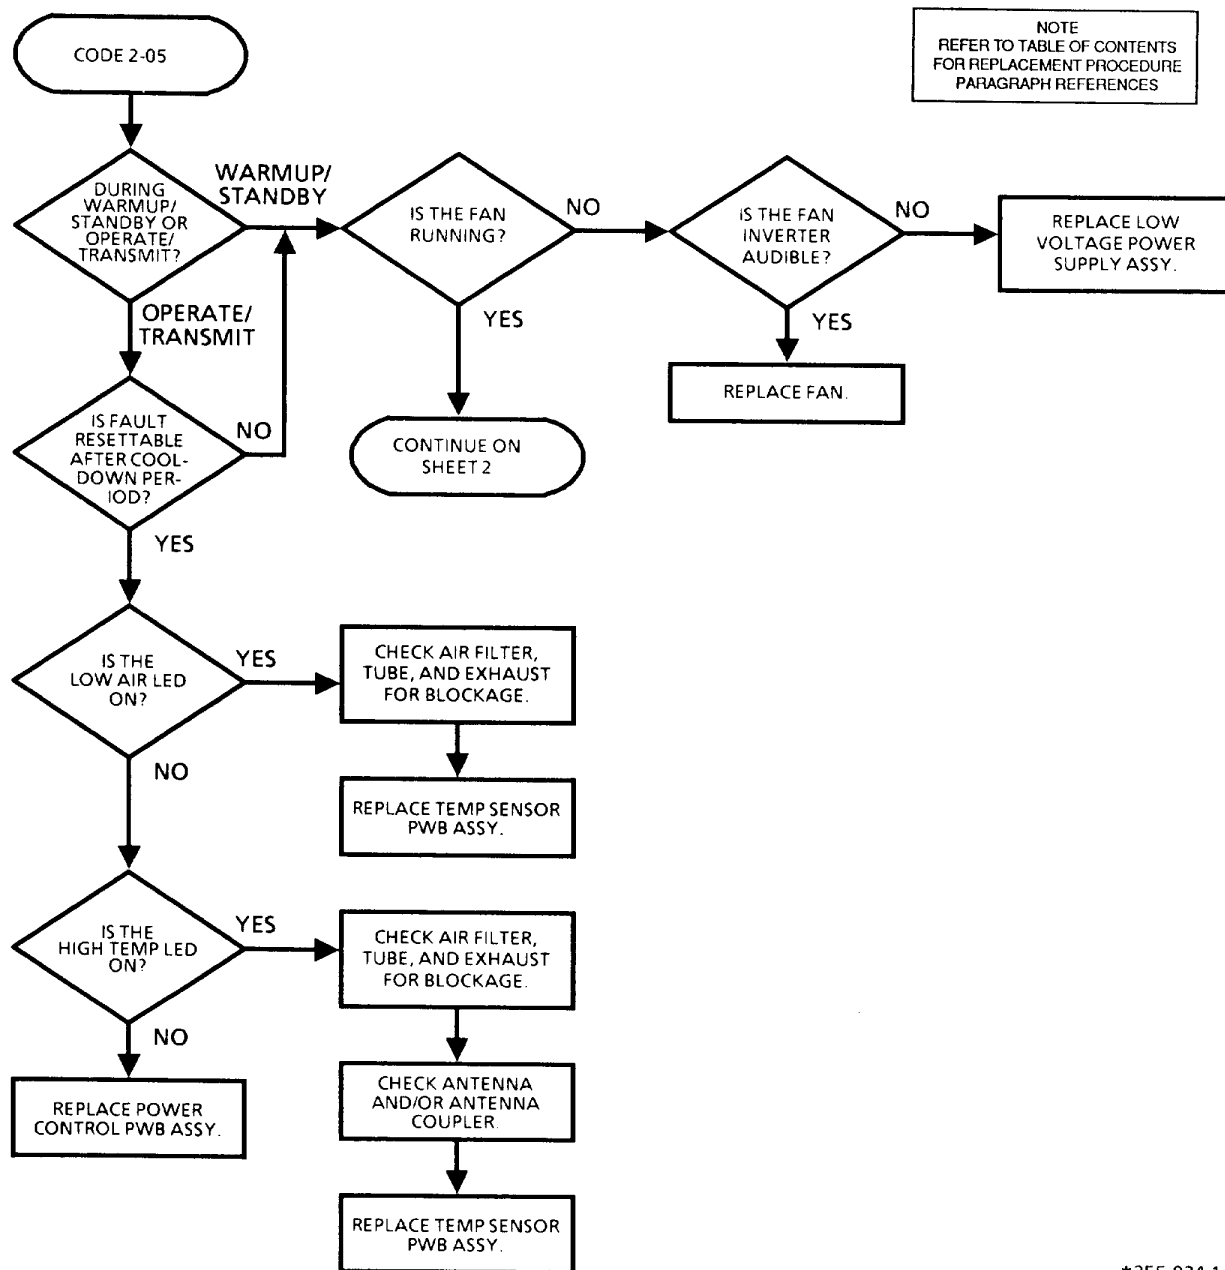 CODE 2-05
NOTE
REFER TO TABLE OF CONTENTS
FOR REPLACEMENT PROCEDURE
PARAGRAPH REFERENCES
DURING
WARMUP/
STANDBY OR
OPERATE/
TRANSMIT?
WARMUP/
STANDBY
IS THE FAN
RUNNING?
NO
IS THE FAN
INVERTER
AUDIBLE?
NO
REPLACE LOW
VOLTAGE POWER
SUPPLY ASSY.
OPERATE/
TRANSMIT
YES
YES
REPLACE FAN.
IS FAULT
RESETTABLE
AFTER COOL-
DOWN PER-
IOD?
NO
CONTINUE ON
SHEET 2
YES
IS THE
LOW AIR LED
ON?
YES
CHECK AIR FILTER,
TUBE, AND EXHAUST
FOR BLOCKAGE.
NO
REPLACE TEMP SENSOR
PWB ASSY.
IS THE
HIGH TEMP LED
ON?
YES
CHECK AIR FILTER,
TUBE, AND EXHAUST
FOR BLOCKAGE.
NO
REPLACE POWER
CONTROL PWB ASSY.
CHECK ANTENNA
AND/OR ANTENNA
COUPLER.
REPLACE TEMP SENSOR
PWB ASSY.